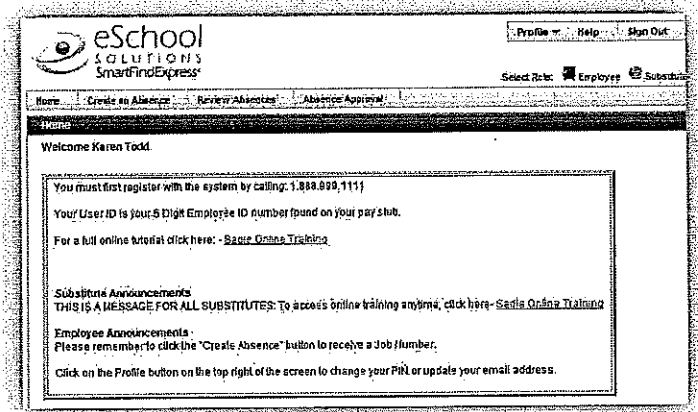 eSchool
SOLUTIONS
SmartFindExpress
Profile Help Sign Out
Select Role: Employee Substitute
Home Create an Absence Review Absences Absence Approval
Home
Welcome Karen Todd.
You must first register with the system by calling: 1.888.999.1111
Your User ID is your 5 Digit Employee ID number found on your pay stub.
For a full online tutorial click here: - Sadie Online Training
Substitute Announcements
THIS IS A MESSAGE FOR ALL SUBSTITUTES: To access online training anytime, click here- Sadie Online Training
Employee Announcements
Please remember to click the "Create Absence" button to receive a Job Number.
Click on the Profile button on the top right of the screen to change your PIN or update your email address.